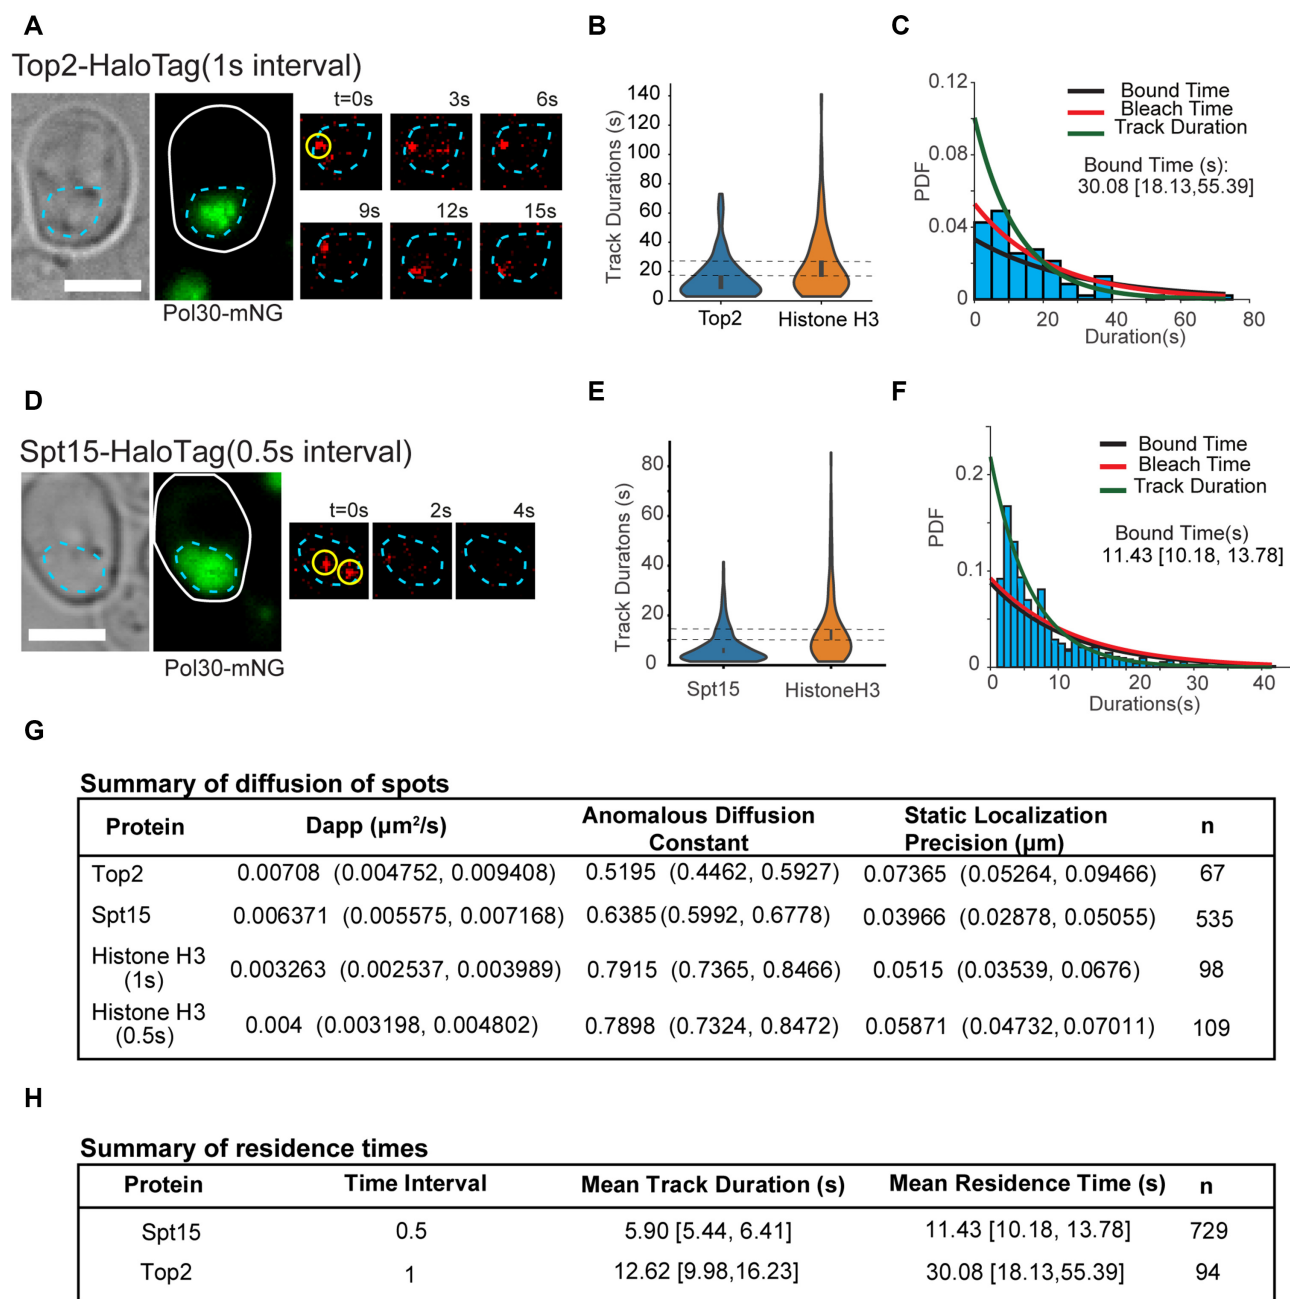 A
Top2-HaloTag(1s interval)
t=0s 3s 6s
9s 12s 15s
Pol30-mNG
B
Track Durations (s)
140
120
100
80
60
40
20
0
Top2 Histone H3
C
PDF
0.12
0.08
0.04
0
Bound Time
Bleach Time
Track Duration
Bound Time (s):
30.08 [18.13,55.39]
0 20 40 60 80
Duration(s)
D
Spt15-HaloTag(0.5s interval)
t=0s 2s 4s
Pol30-mNG
E
Track Duratons (s)
80
60
40
20
0
Spt15 HistoneH3
F
PDF
0.2
0.1
0
Bound Time
Bleach Time
Track Duration
Bound Time(s)
11.43 [10.18, 13.78]
0 10 20 30 40
Durations(s)
G
Summary of diffusion of spots
Protein Dapp (µm²/s) Anomalous Diffusion Constant Static Localization Precision (µm) n
Top2 0.00708 (0.004752, 0.009408) 0.5195 (0.4462, 0.5927) 0.07365 (0.05264, 0.09466) 67
Spt15 0.006371 (0.005575, 0.007168) 0.6385(0.5992, 0.6778) 0.03966 (0.02878, 0.05055) 535
Histone H3 (1s) 0.003263 (0.002537, 0.003989) 0.7915 (0.7365, 0.8466) 0.0515 (0.03539, 0.0676) 98
Histone H3 (0.5s) 0.004 (0.003198, 0.004802) 0.7898 (0.7324, 0.8472) 0.05871 (0.04732, 0.07011) 109
H
Summary of residence times
Protein Time Interval Mean Track Duration (s) Mean Residence Time (s) n
Spt15 0.5 5.90 [5.44, 6.41] 11.43 [10.18, 13.78] 729
Top2 1 12.62 [9.98,16.23] 30.08 [18.13,55.39] 94